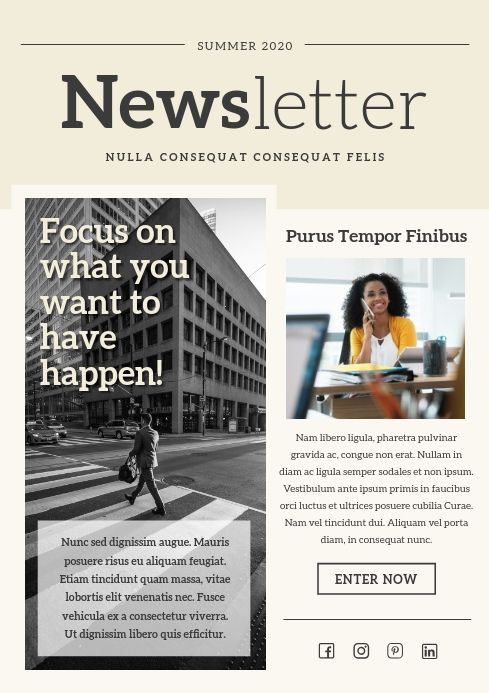 SUMMER 2020
Newsletter
NULLA CONSEQUAT CONSEQUAT FELIS
Focus on
what you
want to
have
happen!
Nunc sed dignissim augue. Mauris
posuere risus eu aliquam feugiat.
Etiam tincidunt quam massa, vitae
lobortis elit venenatis nec. Fusce
vehicula ex a consectetur viverra.
Ut dignissim libero quis efficitur.
Purus Tempor Finibus
Nam libero ligula, pharetra pulvinar
gravida ac, congue non erat. Nullam in
diam ac ligula semper sodales et non ipsum.
Vestibulum ante ipsum primis in faucibus
orci luctus et ultrices posuere cubilia Curae.
Nam vel tincidunt dui. Aliquam vel porta
diam, in consequat nunc.
ENTER NOW